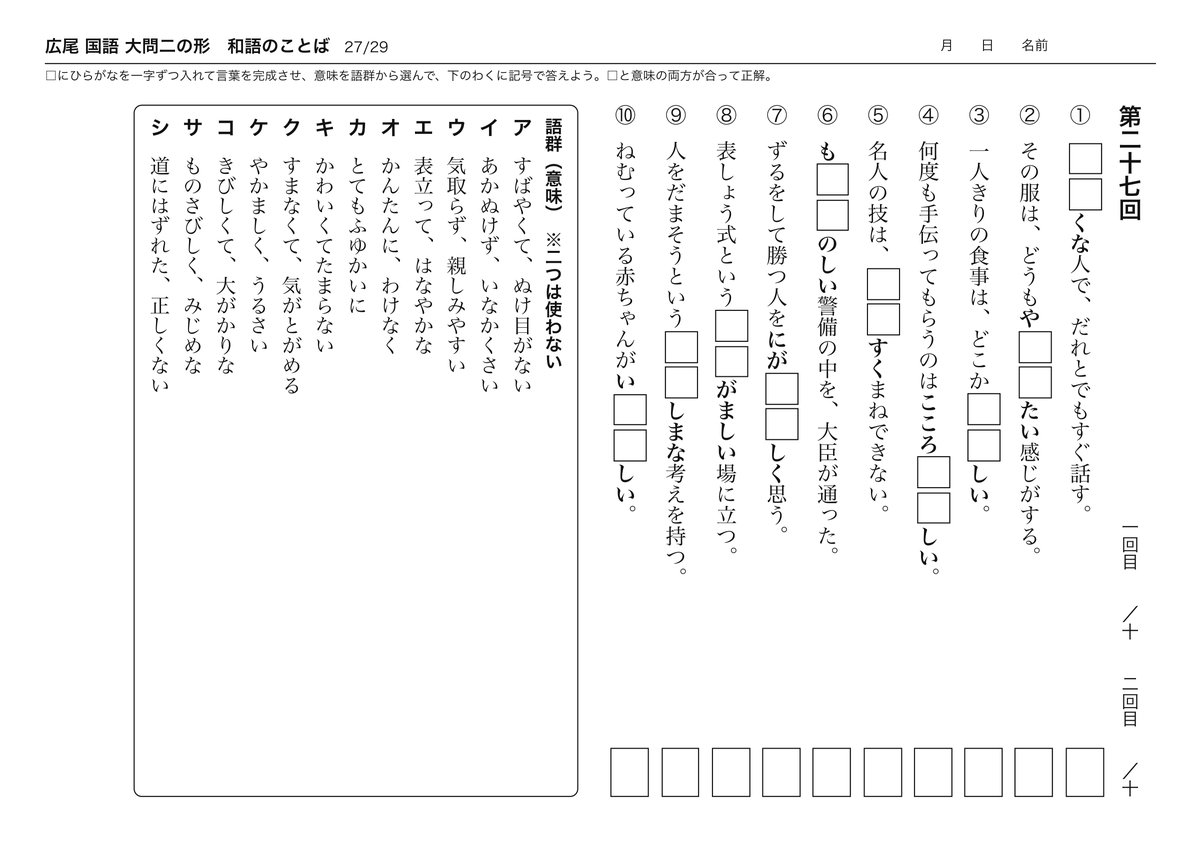 広尾 国語 大問二の形　和語のことば 27/29
月　日　名前
□にひらがなを一字ずつ入れて言葉を完成させ、意味を語群から選んで、下のわくに記号で答えよう。□と意味の両方が合って正解。
第二十七回　一回目　／十　二回目　／十
① □□くな人で、だれとでもすぐ話す。
② その服は、どうもや□□たい感じがする。
③ 一人きりの食事は、どこか□□しい。
④ 何度も手伝ってもらうのはこころ□□しい。
⑤ 名人の技は、□□すくまねできない。
⑥ も□□のしい警備の中を、大臣が通った。
⑦ ずるをして勝つ人をにが□□しく思う。
⑧ 表しょう式という□□がましい場に立つ。
⑨ 人をだまそうという□□しまな考えを持つ。
⑩ ねむっている赤ちゃんがい□□しい。
語群（意味）　※二つは使わない
ア　すばやくて、ぬけ目がない
イ　あかぬけず、いなかくさい
ウ　気取らず、親しみやすい
エ　表立って、はなやかな
オ　かんたんに、わけなく
カ　とてもふゆかいに
キ　かわいくてたまらない
ク　すまなくて、気がとがめる
ケ　やかましく、うるさい
コ　きびしくて、大がかりな
サ　ものさびしく、みじめな
シ　道にはずれた、正しくない